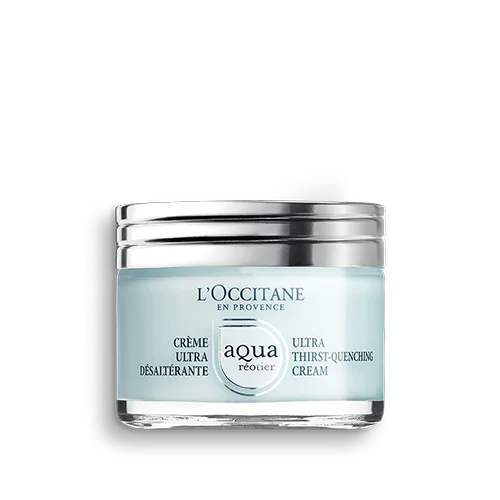 L'OCCITANE
EN PROVENCE
CRÈME
ULTRA
DÉSALTÉRANTE
aqua
réotier
ULTRA
THIRST-QUENCHING
CREAM